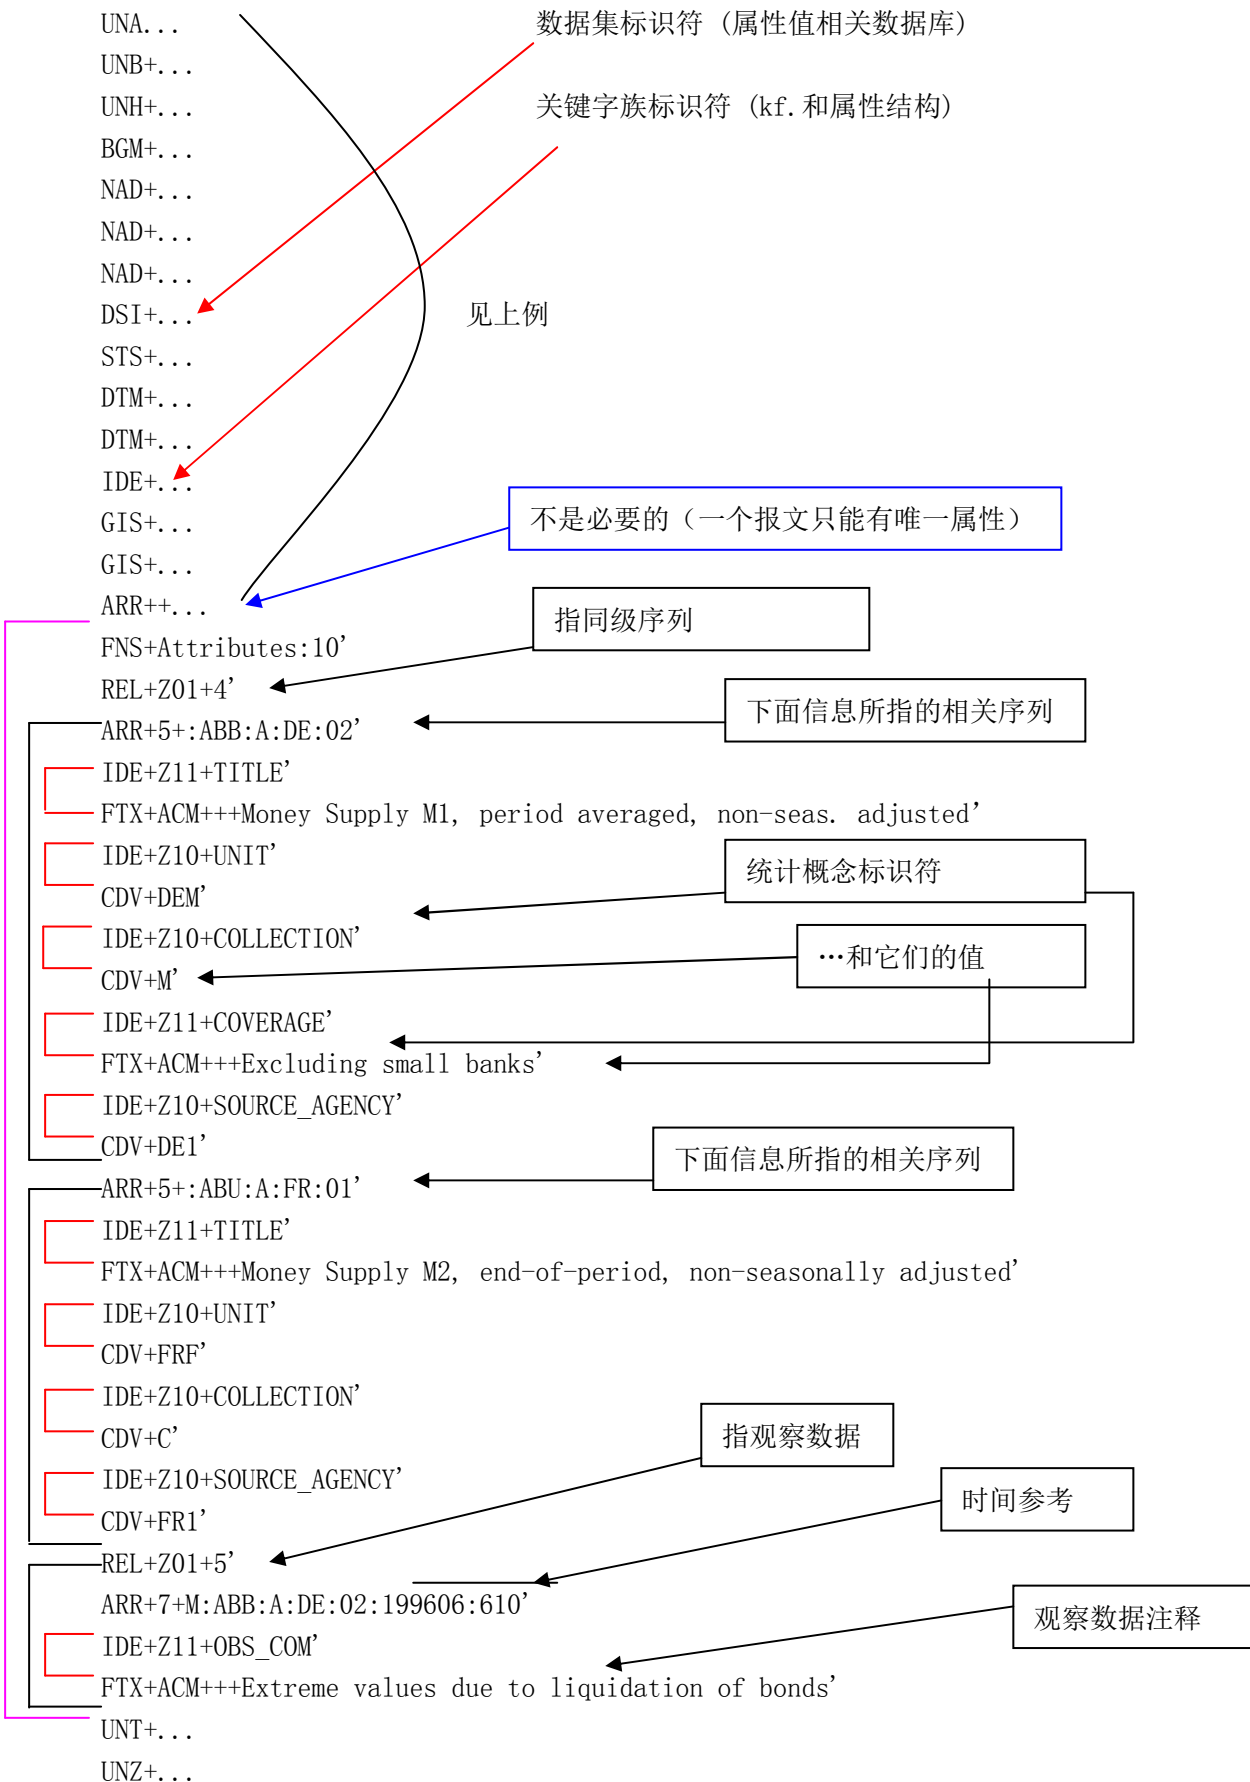 UNA... 数据集标识符 (属性值相关数据库)
UNB+...
UNH+... 关键字族标识符 (kf.和属性结构)
BGM+...
NAD+...
NAD+...
NAD+...
DSI+... 见上例
STS+...
DTM+...
DTM+...
IDE+...
GIS+... 不是必要的（一个报文只能有唯一属性）
GIS+...
ARR++... 指同级序列
FNS+Attributes:10’
REL+Z01+4’
ARR+5+:ABB:A:DE:02’ 下面信息所指的相关序列
IDE+Z11+TITLE’
FTX+ACM+++Money Supply M1, period averaged, non-seas. adjusted’
IDE+Z10+UNIT’ 统计概念标识符
CDV+DEM’
IDE+Z10+COLLECTION’ …和它们的值
CDV+M’
IDE+Z11+COVERAGE’
FTX+ACM+++Excluding small banks’
IDE+Z10+SOURCE_AGENCY’
CDV+DE1’ 下面信息所指的相关序列
ARR+5+:ABU:A:FR:01’
IDE+Z11+TITLE’
FTX+ACM+++Money Supply M2, end-of-period, non-seasonally adjusted’
IDE+Z10+UNIT’
CDV+FRF’
IDE+Z10+COLLECTION’
CDV+C’ 指观察数据
IDE+Z10+SOURCE_AGENCY’ 时间参考
CDV+FR1’
REL+Z01+5’
ARR+7+M:ABB:A:DE:02:199606:610’ 观察数据注释
IDE+Z11+OBS_COM’
FTX+ACM+++Extreme values due to liquidation of bonds’
UNT+...
UNZ+...